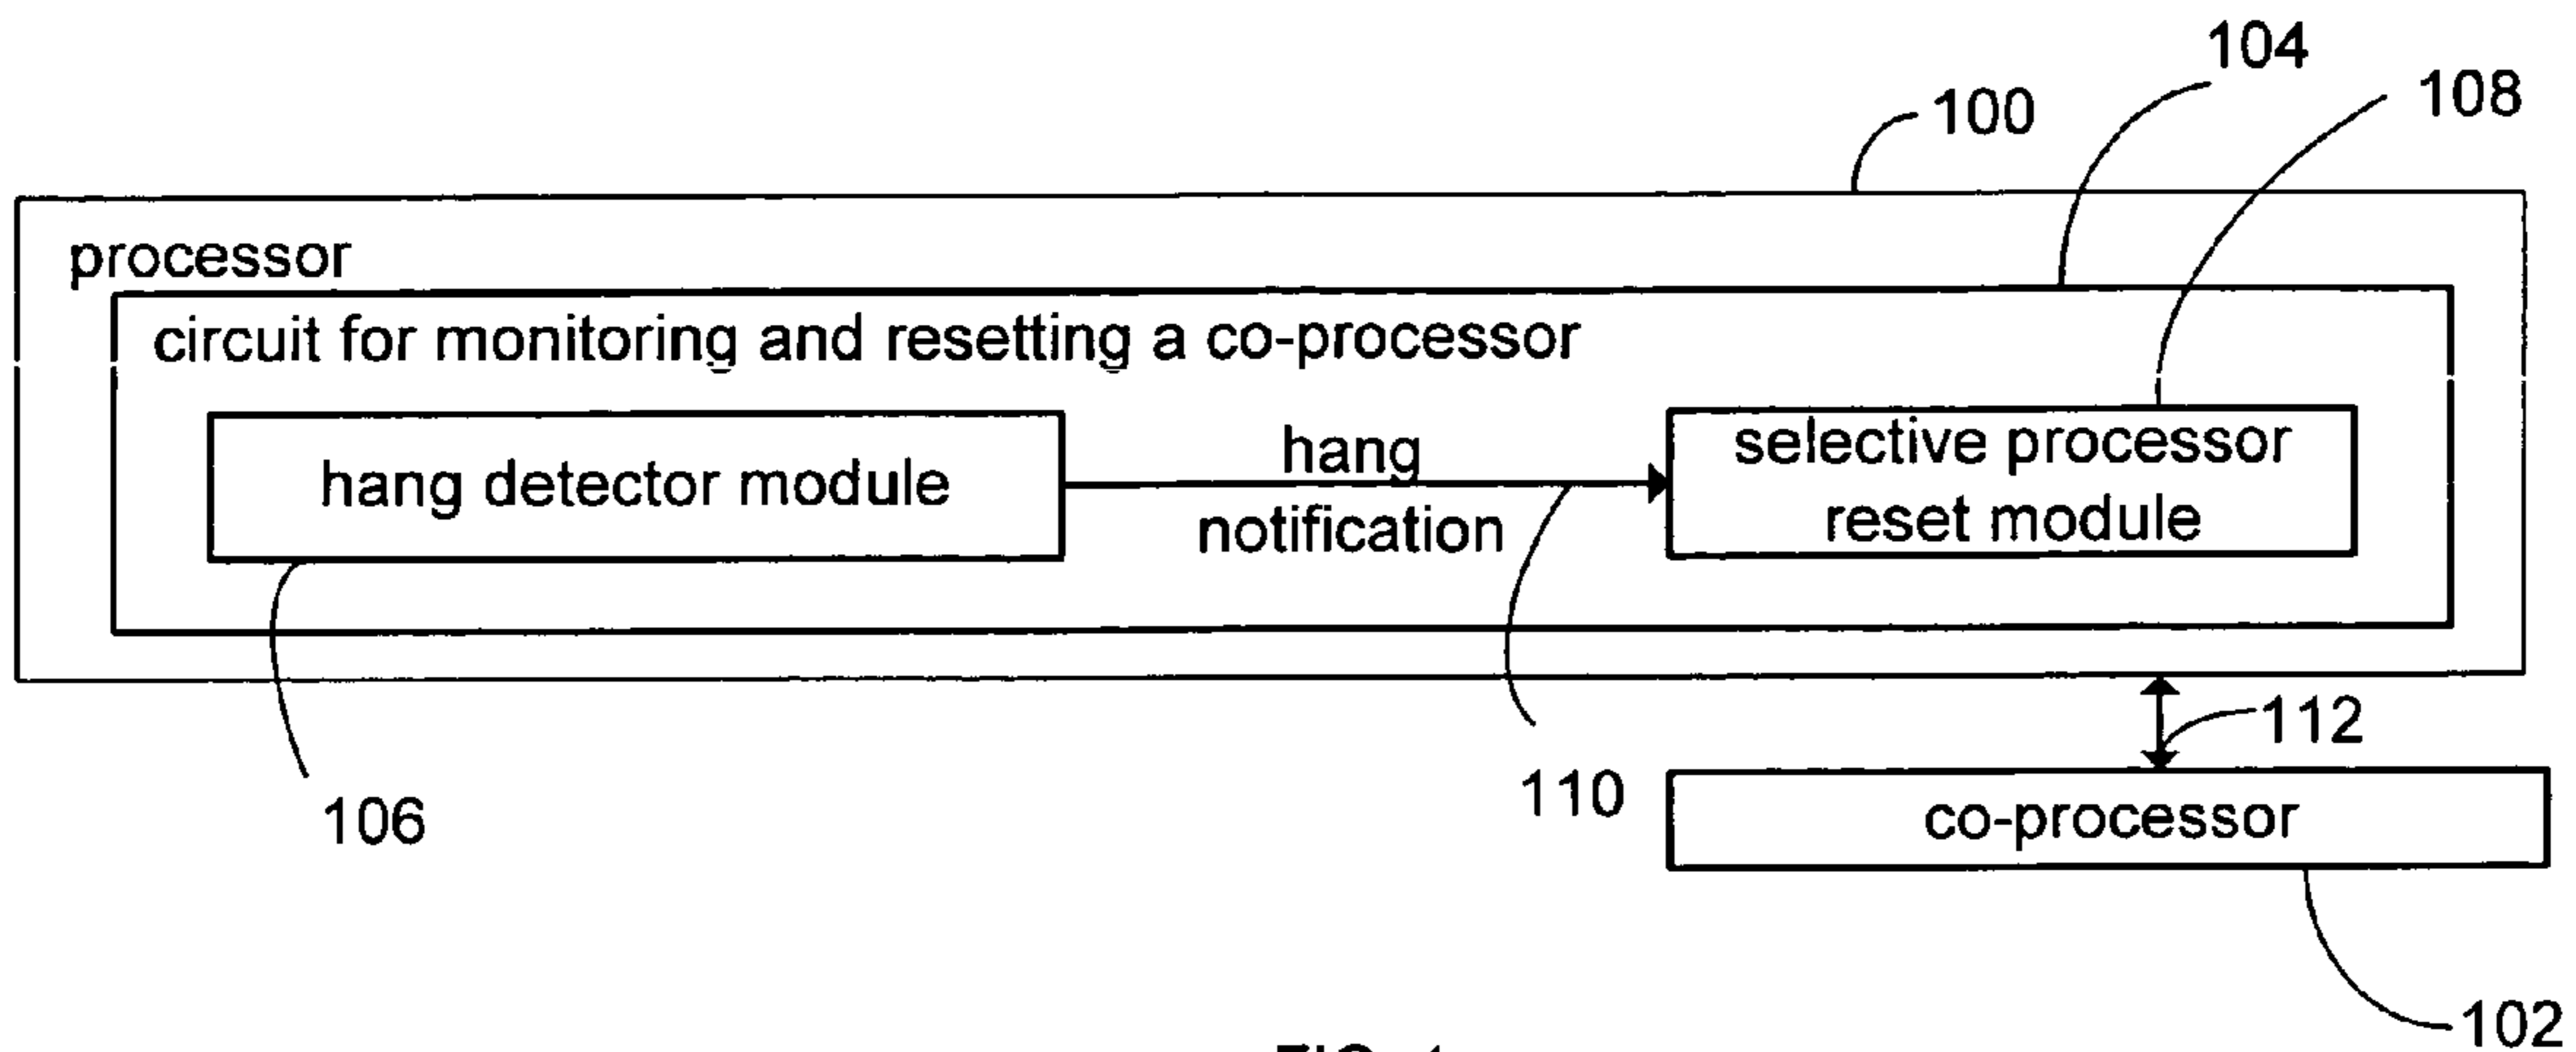 104
108
100
processor
circuit for monitoring and resetting a co-processor
hang detector module
hang
notification
selective processor
reset module
112
110
106
co-processor
102